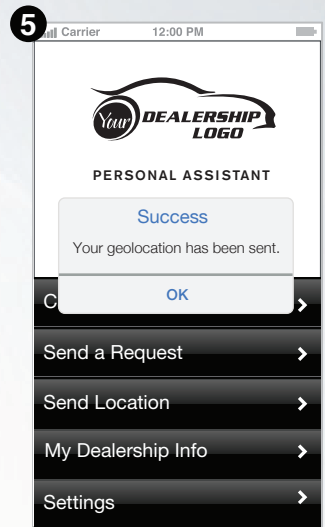 5
Carrier 12:00 PM
Your DEALERSHIP
LOGO
PERSONAL ASSISTANT
Success
Your geolocation has been sent.
OK
C
Send a Request
Send Location
My Dealership Info
Settings